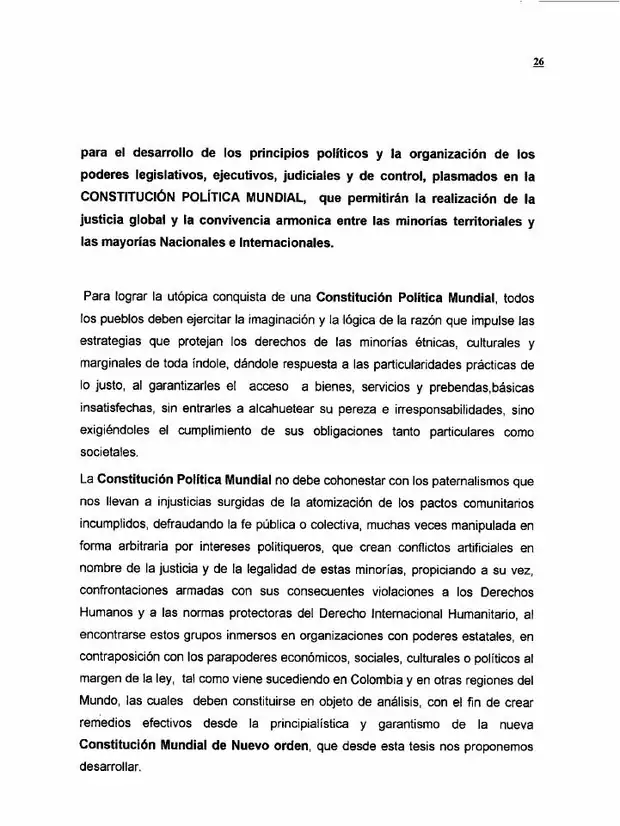 26
para el desarrollo de los principios políticos y la organización de los
poderes legislativos, ejecutivos, judiciales y de control, plasmados en la
CONSTITUCIÓN POLÍTICA MUNDIAL, que permitirán la realización de la
justicia global y la convivencia armonica entre las minorías territoriales y
las mayorías Nacionales e Internacionales.
Para lograr la utópica conquista de una Constitución Política Mundial, todos
los pueblos deben ejercitar la imaginación y la lógica de la razón que impulse las
estrategias que protejan los derechos de las minorías étnicas, culturales y
marginales de toda índole, dándole respuesta a las particularidades prácticas de
lo justo, al garantizarles el acceso a bienes, servicios y prebendas,básicas
insatisfechas, sin entrarles a alcahuetear su pereza e irresponsabilidades, sino
exigiéndoles el cumplimiento de sus obligaciones tanto particulares como
societales.
La Constitución Política Mundial no debe cohonestar con los paternalismos que
nos llevan a injusticias surgidas de la atomización de los pactos comunitarios
incumplidos, defraudando la fe pública o colectiva, muchas veces manipulada en
forma arbitraria por intereses politiqueros, que crean conflictos artificiales en
nombre de la justicia y de la legalidad de estas minorías, propiciando a su vez,
confrontaciones armadas con sus consecuentes violaciones a los Derechos
Humanos y a las normas protectoras del Derecho Internacional Humanitario, al
encontrarse estos grupos inmersos en organizaciones con poderes estatales, en
contraposición con los parapoderes económicos, sociales, culturales o políticos al
margen de la ley, tal como viene sucediendo en Colombia y en otras regiones del
Mundo, las cuales deben constituirse en objeto de análisis, con el fin de crear
remedios efectivos desde la principialística y garantismo de la nueva
Constitución Mundial de Nuevo orden, que desde esta tesis nos proponemos
desarrollar.